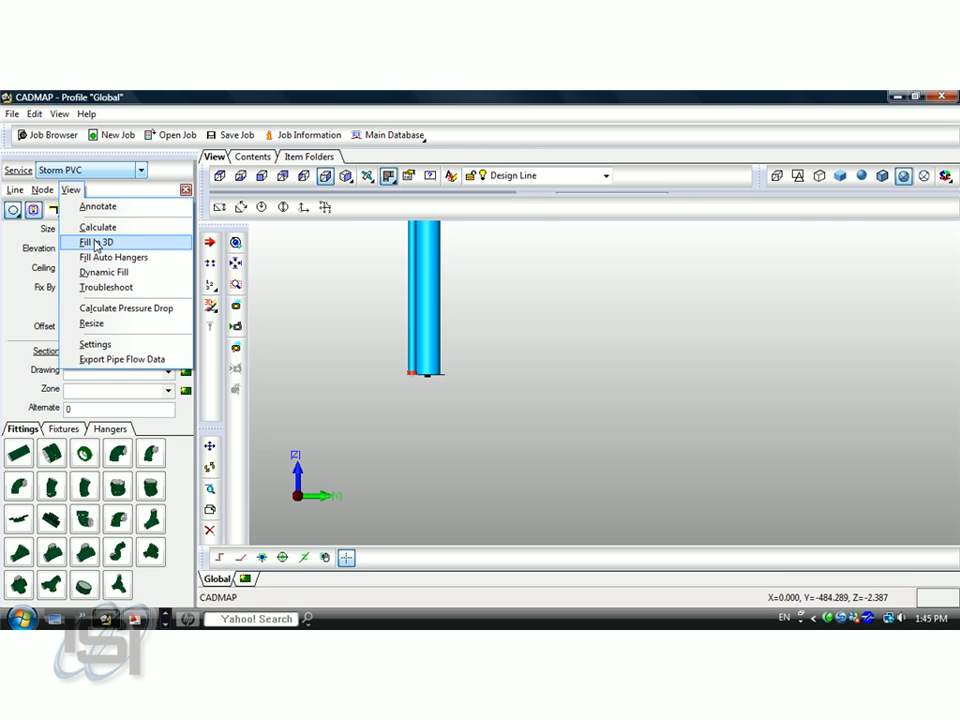 CADMAP - Profile "Global"
File Edit View Help
Job Browser New Job Open Job Save Job Job Information Main Database
Service Storm PVC
View Contents Item Folders
Line Node View
Design Line
Annotate
Calculate
Size
Fill In 3D
Elevation
Fill Auto Hangers
Ceiling
Dynamic Fill
Fix By
Troubleshoot
Calculate Pressure Drop
Offset
Resize
Settings
Section
Export Pipe Flow Data
Drawing
Zone
Alternate 0
Fittings Fixtures Hangers
[Z]
[Y]
Global
CADMAP
X=0.000, Y=-484.289, Z=-2.387
Yahoo! Search
EN
1:45 PM
ISI